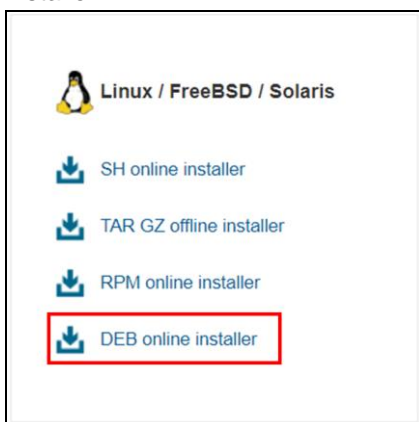 Linux / FreeBSD / Solaris
SH online installer
TAR GZ offline installer
RPM online installer
DEB online installer